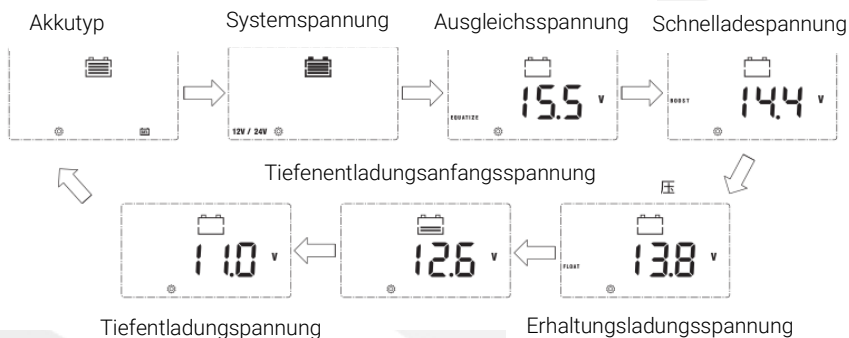 Akkutyp
Systemspannung
Ausgleichsspannung
Schnelladespannung
12V / 24V
EQUATIZE
15.5 V
BOOST
14.4 V
Tiefenentladungsanfangsspannung
压
11.0 V
12.6 V
FLOAT
13.8 V
Tiefentladungspannung
Erhaltungsladungsspannung